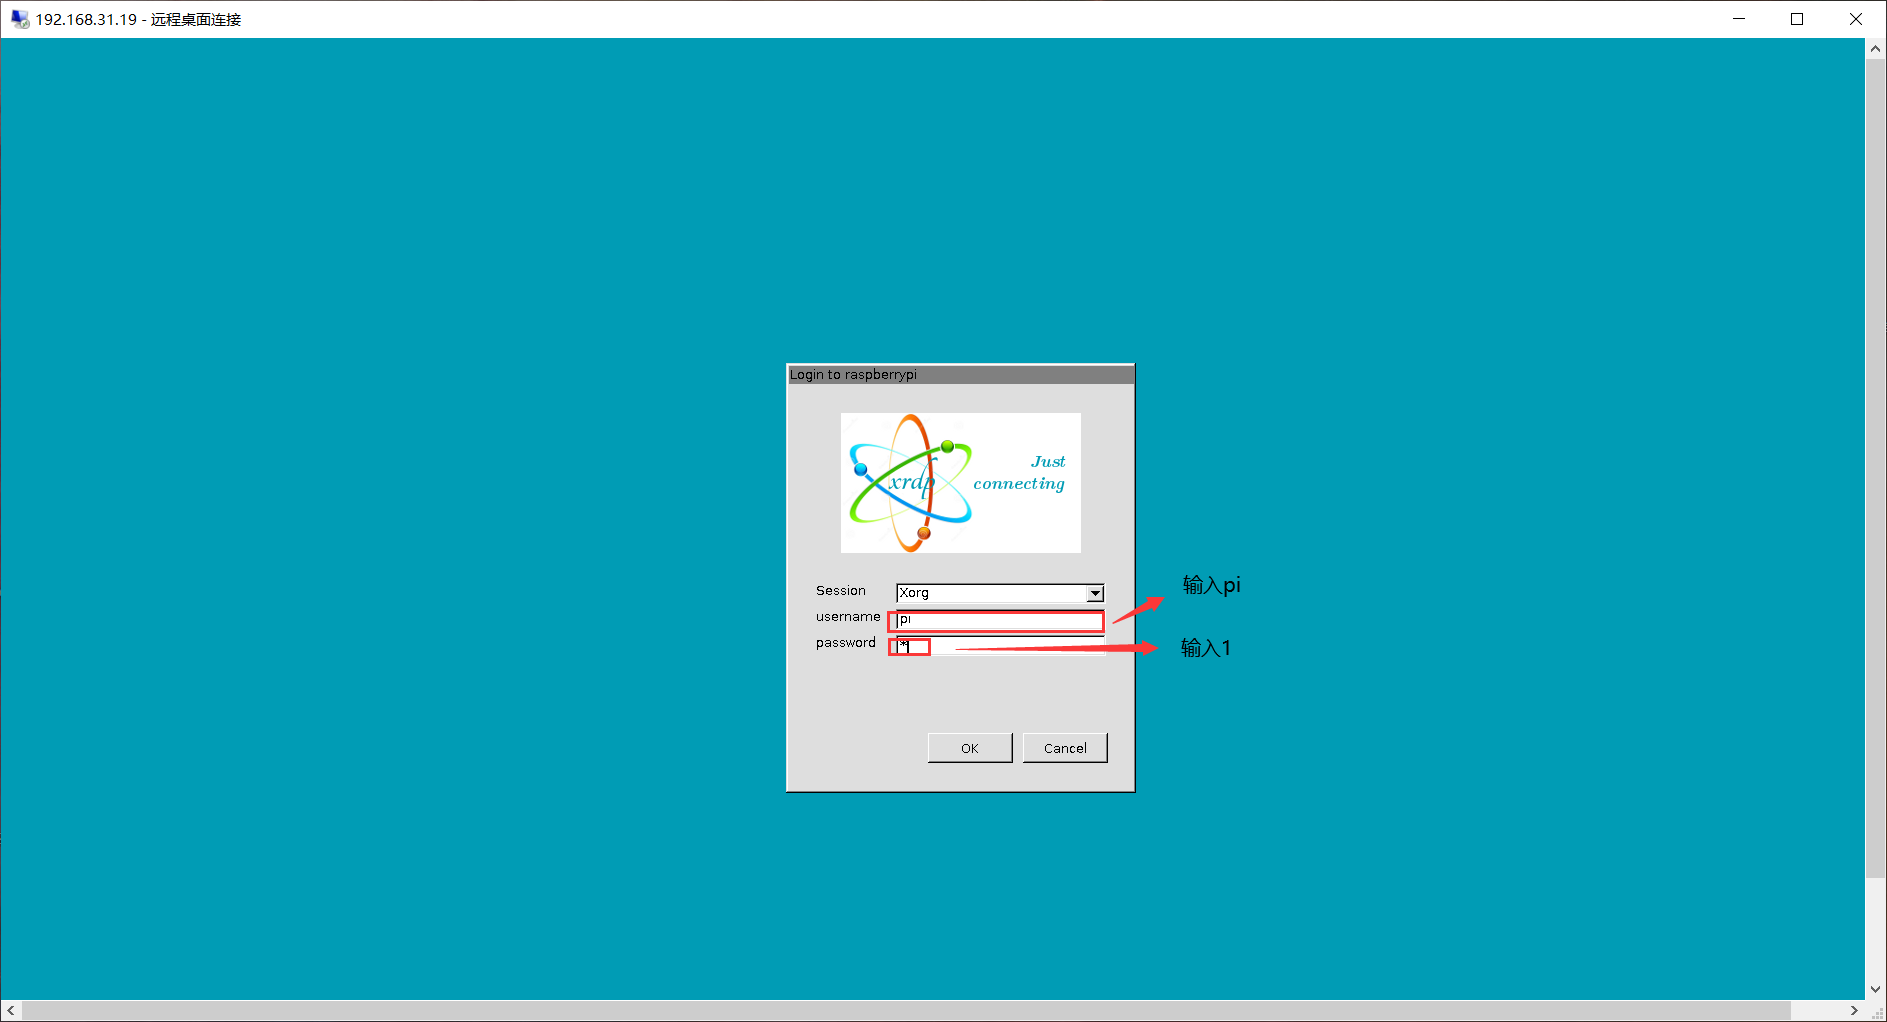 192.168.31.19 - 远程桌面连接
Login to raspberrypi
xrdp
Just
connecting
Session
Xorg
输入pi
username
pi
password
*
输入1
OK
Cancel